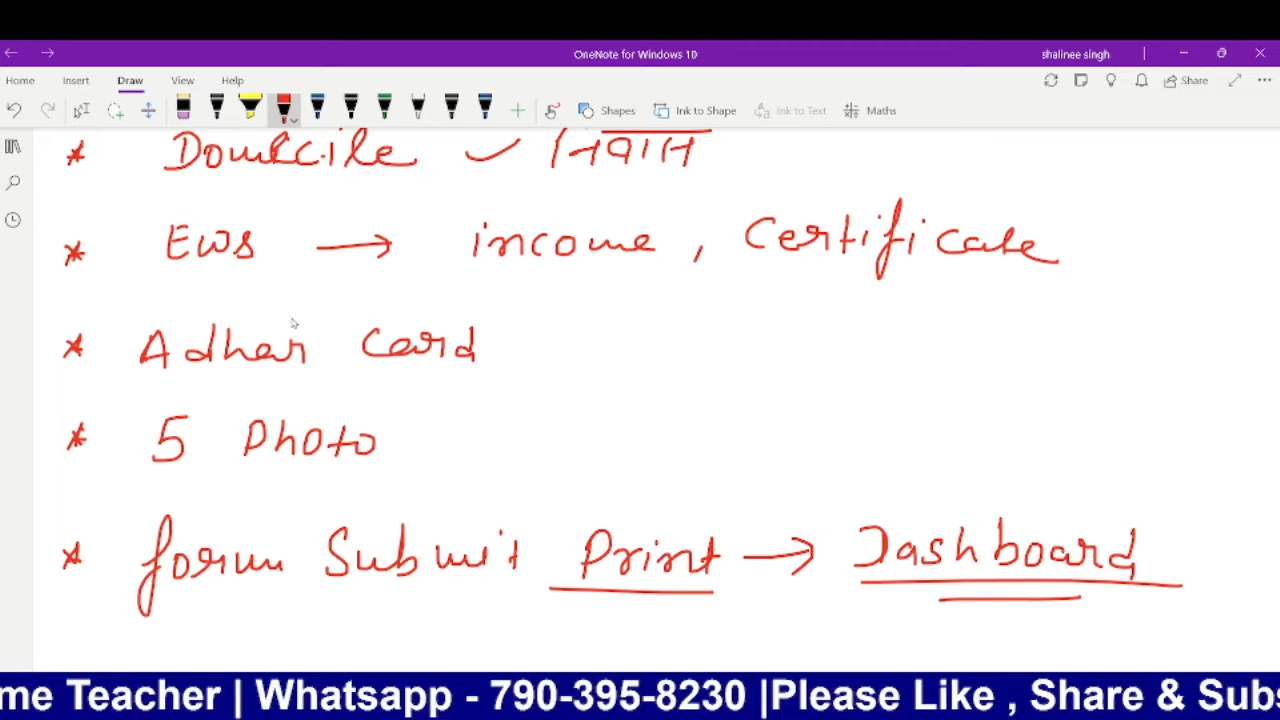 OneNote for Windows 10
shalinee singh
Home Insert Draw View Help
Share
Shapes Ink to Shape Ink to Text Maths
* Domicile ✓ निवास
* EWS → income, Certificate
* Adhar Card
* 5 Photo
* form Submit Print → Dashboard
me Teacher | Whatsapp - 790-395-8230 |Please Like , Share & Subs